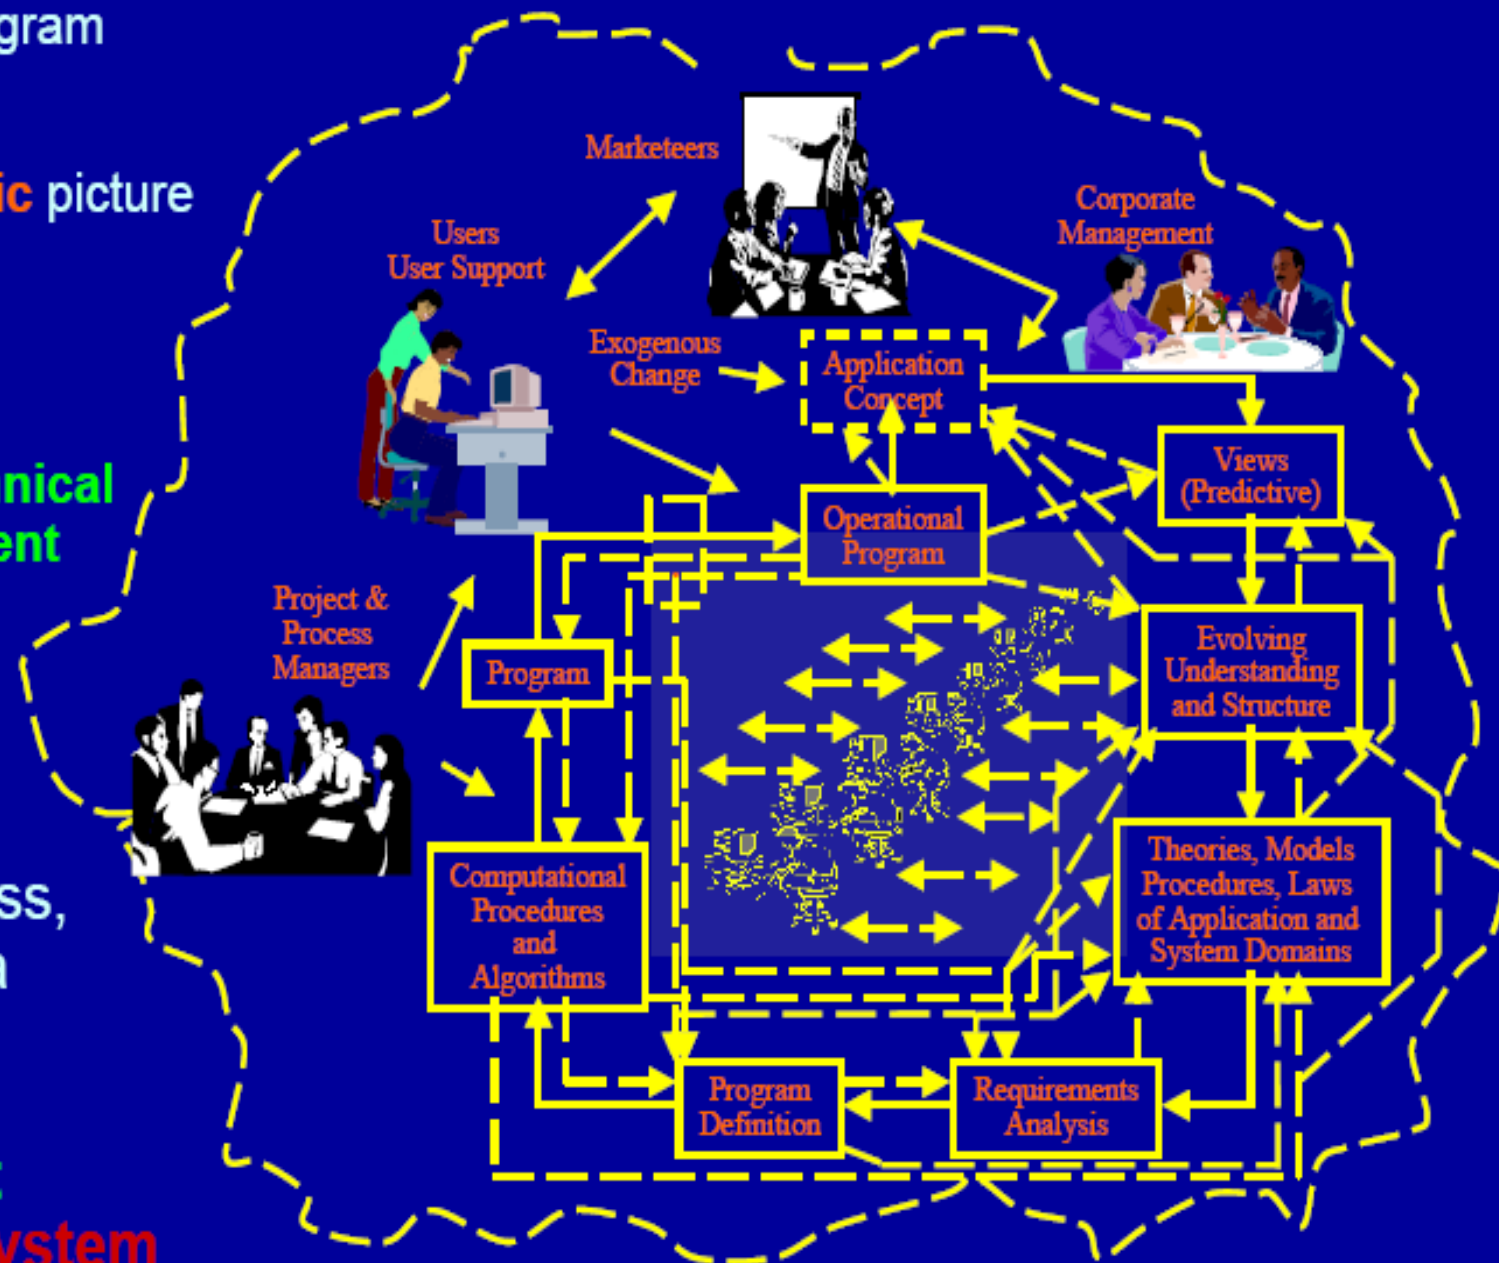 gram
ic picture
nical
ent
ss,
a
t
ystem
Marketeers
Corporate
Management
Users
User Support
Exogenous
Change
Application
Concept
Views
(Predictive)
Operational
Program
Project &
Process
Managers
Program
Evolving
Understanding
and Structure
Computational
Procedures
and
Algorithms
Theories, Models
Procedures, Laws
of Application and
System Domains
Program
Definition
Requirements
Analysis